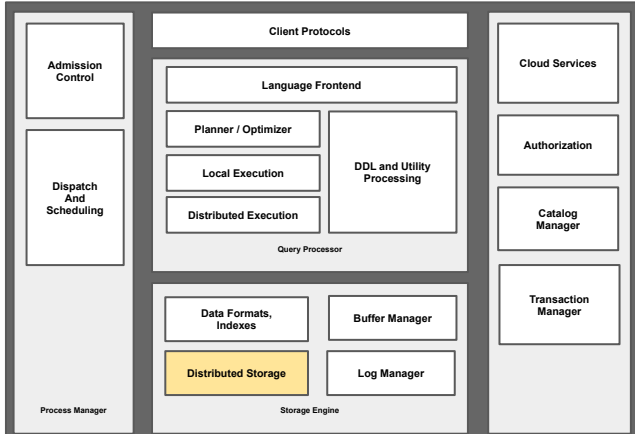 Admission
Control
Dispatch
And
Scheduling
Process Manager
Client Protocols
Language Frontend
Planner / Optimizer
Local Execution
Distributed Execution
DDL and Utility
Processing
Query Processor
Data Formats,
Indexes
Buffer Manager
Distributed Storage
Log Manager
Storage Engine
Cloud Services
Authorization
Catalog
Manager
Transaction
Manager